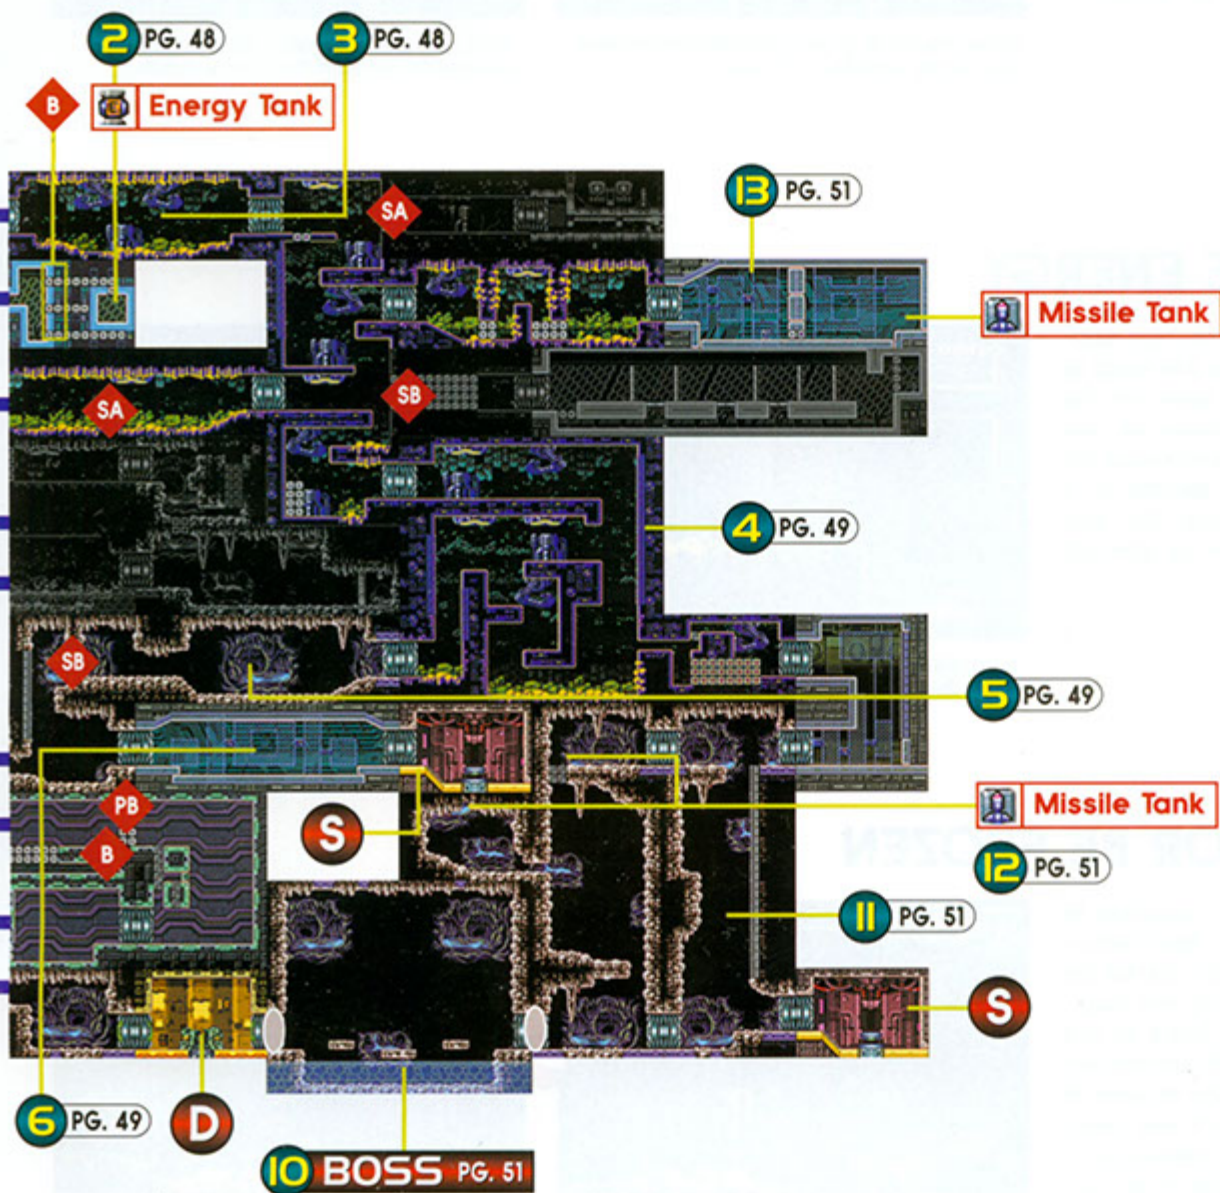 2 PG. 48
3 PG. 48
B
E Energy Tank
SA
13 PG. 51
Missile Tank
SA
SB
4 PG. 49
SB
5 PG. 49
PB
S
Missile Tank
B
12 PG. 51
11 PG. 51
S
6 PG. 49
D
10 BOSS PG. 51